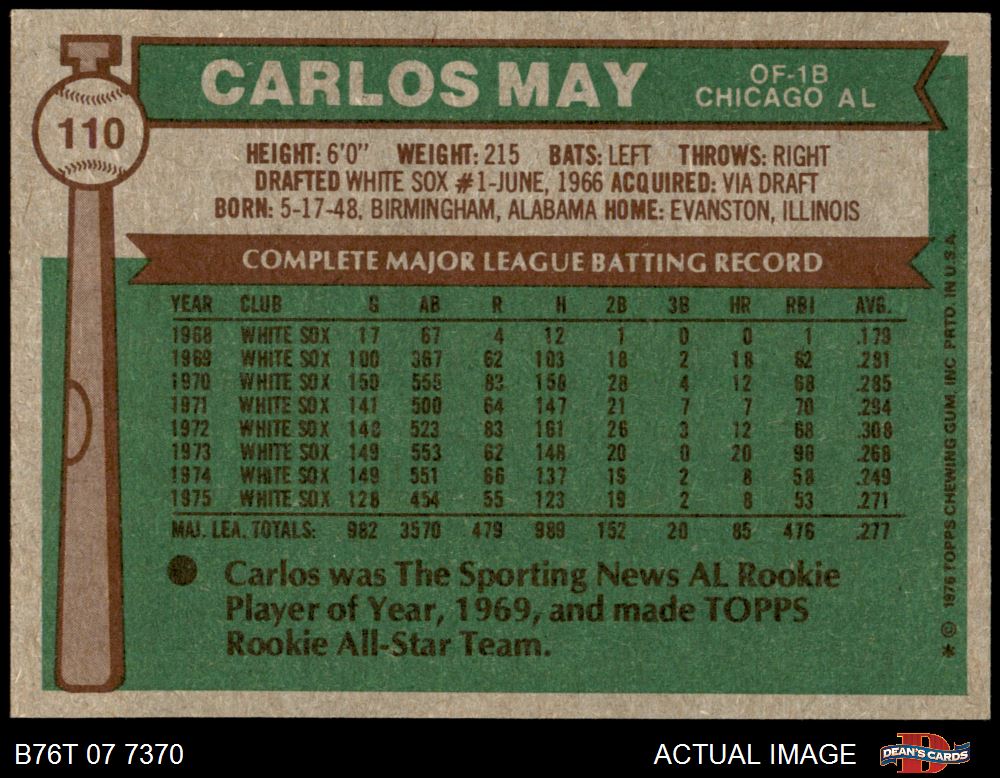 110
CARLOS MAY
OF-1B
CHICAGO AL
HEIGHT: 6'0" WEIGHT: 215 BATS: LEFT THROWS: RIGHT
DRAFTED WHITE SOX #1-JUNE, 1966 ACQUIRED: VIA DRAFT
BORN: 5-17-48, BIRMINGHAM, ALABAMA HOME: EVANSTON, ILLINOIS
COMPLETE MAJOR LEAGUE BATTING RECORD
YEAR CLUB G AB R H 2B 3B HR RBI AVG.
1968 WHITE SOX 17 67 4 12 1 0 0 1 .179
1969 WHITE SOX 100 367 62 103 18 2 18 62 .281
1970 WHITE SOX 150 555 83 158 28 4 12 68 .285
1971 WHITE SOX 141 500 64 147 21 7 7 70 .294
1972 WHITE SOX 148 523 83 161 26 3 12 68 .308
1973 WHITE SOX 149 553 62 148 20 0 20 96 .268
1974 WHITE SOX 149 551 66 137 19 2 8 58 .249
1975 WHITE SOX 128 454 55 123 19 2 8 53 .271
MAJ. LEA. TOTALS: 982 3570 479 989 152 20 85 476 .277
Carlos was The Sporting News AL Rookie
Player of Year, 1969, and made TOPPS
Rookie All-Star Team.
* © 1976 TOPPS CHEWING GUM, INC. PRTD. IN U.S.A.
B76T 07 7370
ACTUAL IMAGE
DEAN'S CARDS